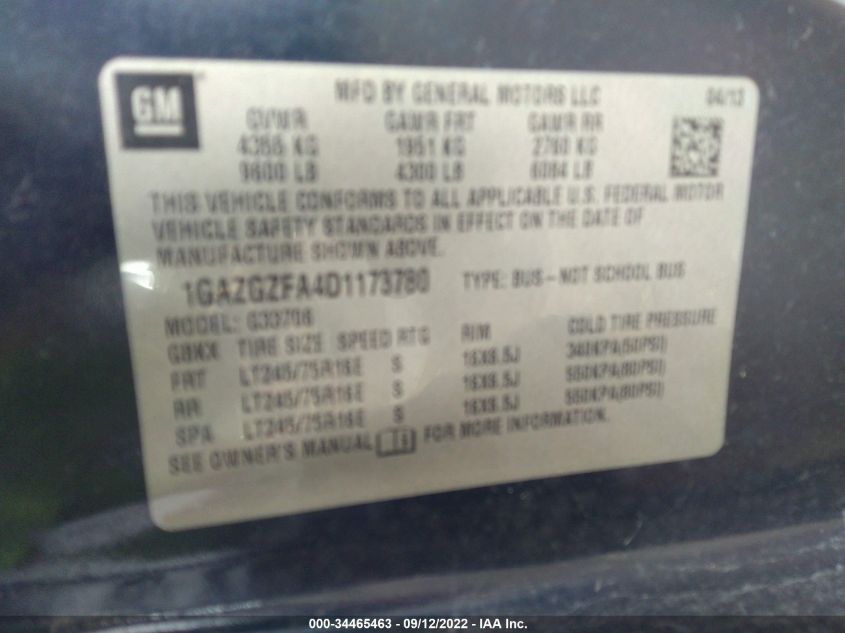 GM
MFD BY GENERAL MOTORS LLC 04/13
GVWR GAWR FRT GAWR RR
4355 KG 1951 KG 2760 KG
9600 LB 4300 LB 6084 LB
THIS VEHICLE CONFORMS TO ALL APPLICABLE U.S. FEDERAL MOTOR
VEHICLE SAFETY STANDARDS IN EFFECT ON THE DATE OF
MANUFACTURE SHOWN ABOVE.
1GAZGZFA4D1173780 TYPE: BUS-NOT SCHOOL BUS
MODEL: G33706
TIRE SIZE SPEED RTG RIM COLD TIRE PRESSURE
FRT LT245/75R16E S 16X6.5J 340KPA(50PSI)
RR LT245/75R16E S 16X6.5J 550KPA(80PSI)
SPA LT245/75R16E S 16X6.5J 550KPA(80PSI)
SEE OWNER'S MANUAL FOR MORE INFORMATION.
000-34465463 - 09/12/2022 - IAA Inc.